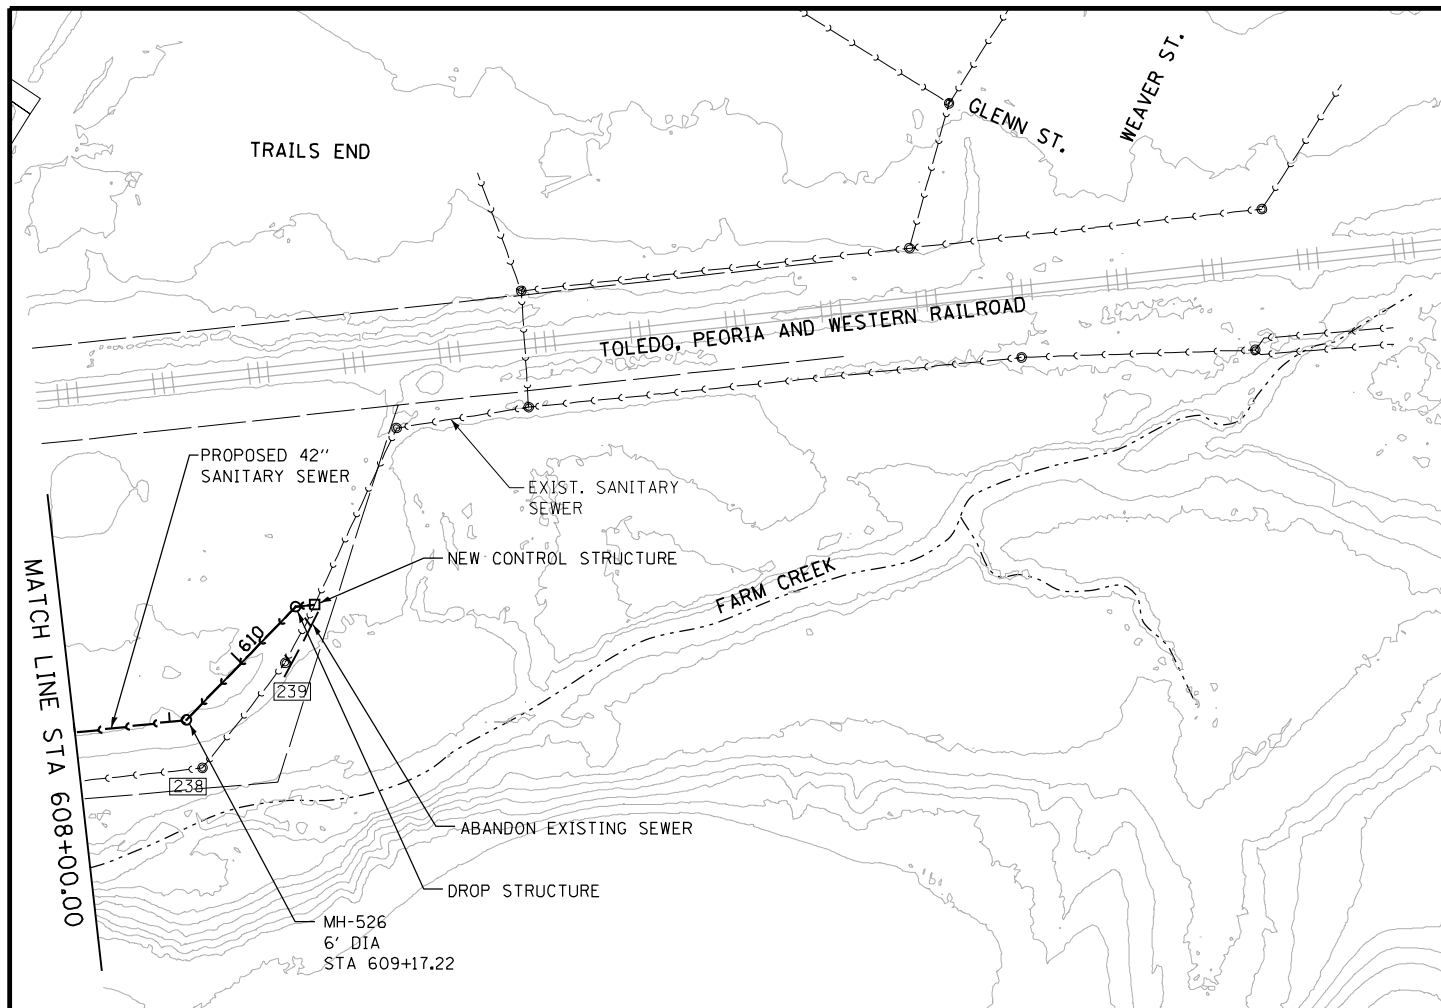 GLENN ST.
WEAVER ST.
TRAILS END
TOLEDO, PEORIA AND WESTERN RAILROAD
PROPOSED 42"
SANITARY SEWER
EXIST. SANITARY
SEWER
NEW CONTROL STRUCTURE
FARM CREEK
610
239
238
MATCH LINE STA 608+00.00
ABANDON EXISTING SEWER
DROP STRUCTURE
MH-526
6' DIA
STA 609+17.22